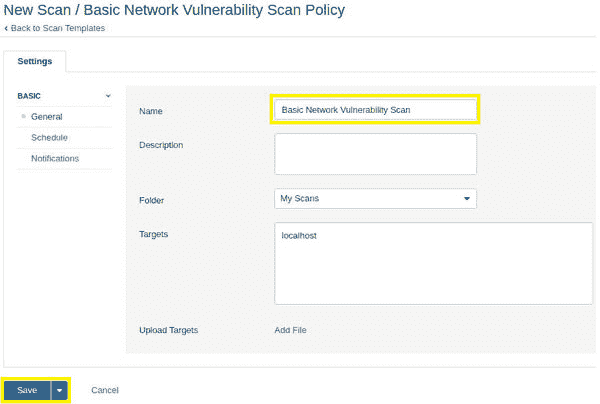 New Scan / Basic Network Vulnerability Scan Policy
Back to Scan Templates
Settings
BASIC
General
Schedule
Notifications
Name
Basic Network Vulnerability Scan
Description
Folder
My Scans
Targets
localhost
Upload Targets
Add File
Save
Cancel